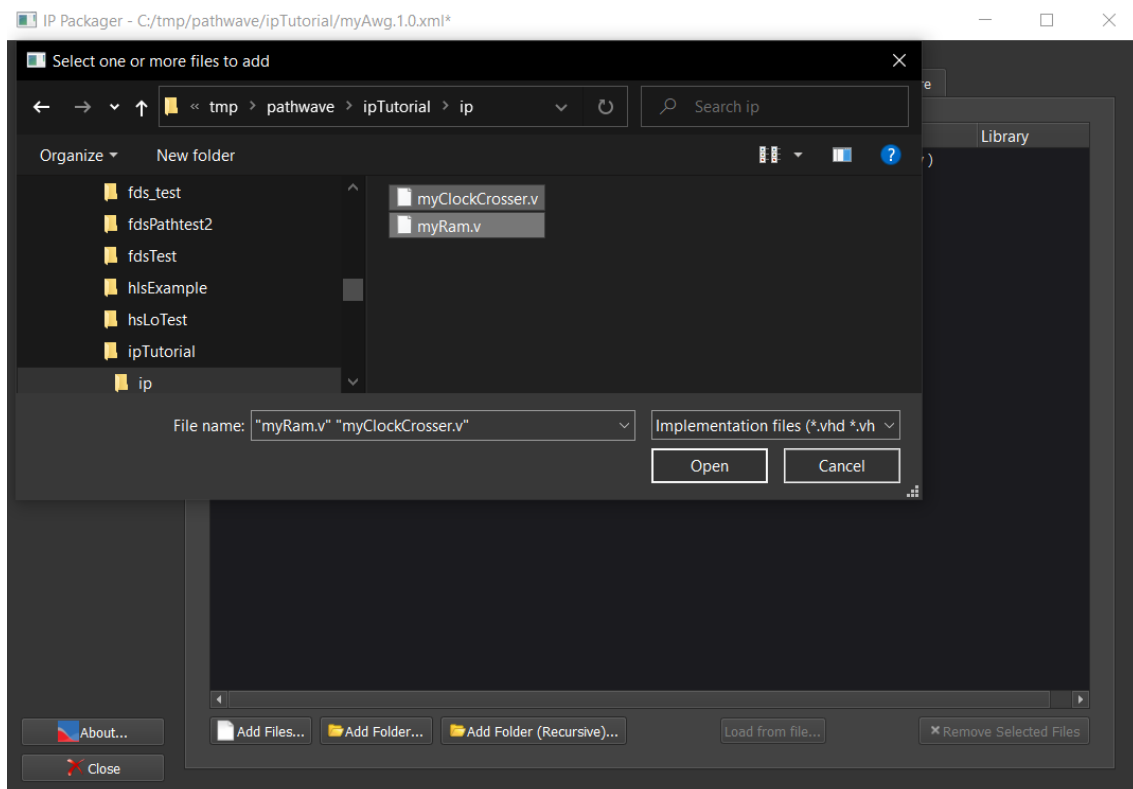 IP Packager - C:/tmp/pathwave/ipTutorial/myAwg.1.0.xml*
Select one or more files to add
« tmp > pathwave > ipTutorial > ip
Search ip
Organize
New folder
?
Library
fds_test
fdsPathtest2
fdsTest
hlsExample
hsLoTest
ipTutorial
ip
myClockCrosser.v
myRam.v
File name:
"myRam.v" "myClockCrosser.v"
Implementation files (*.vhd *.vh
Open
Cancel
Add Files...
Add Folder...
Add Folder (Recursive)...
Load from file...
Remove Selected Files
About...
Close